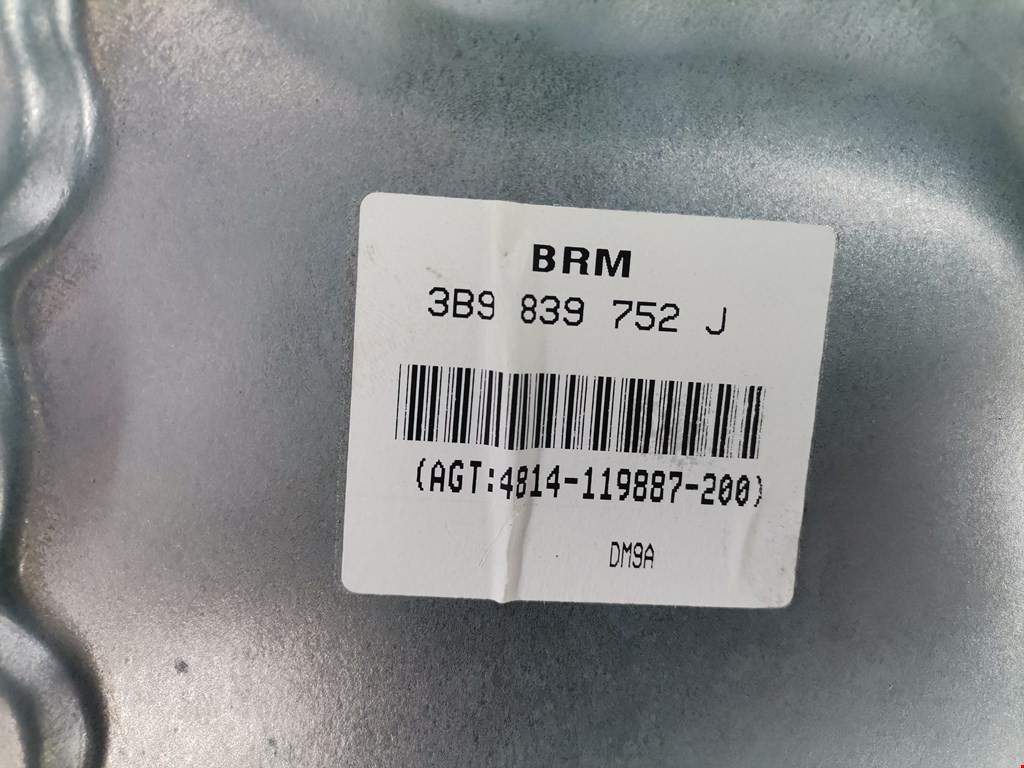 BRM
3B9 839 752 J
(AGT:4814-119887-200)
DM9A